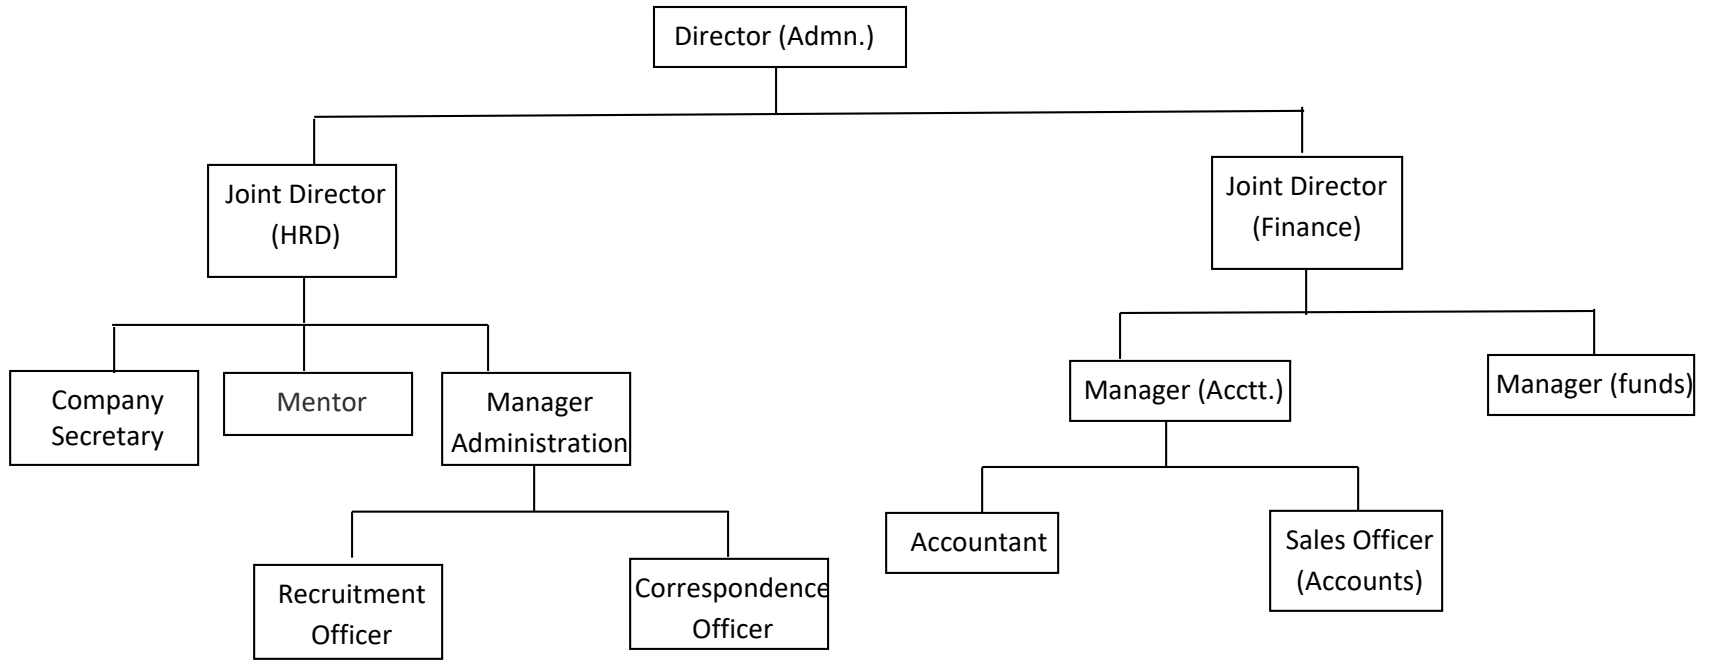 Director (Admn.)
Joint Director
(HRD)
Joint Director
(Finance)
Company
Secretary
Mentor
Manager
Administration
Manager (Acctt.)
Manager (funds)
Recruitment
Officer
Correspondence
Officer
Accountant
Sales Officer
(Accounts)